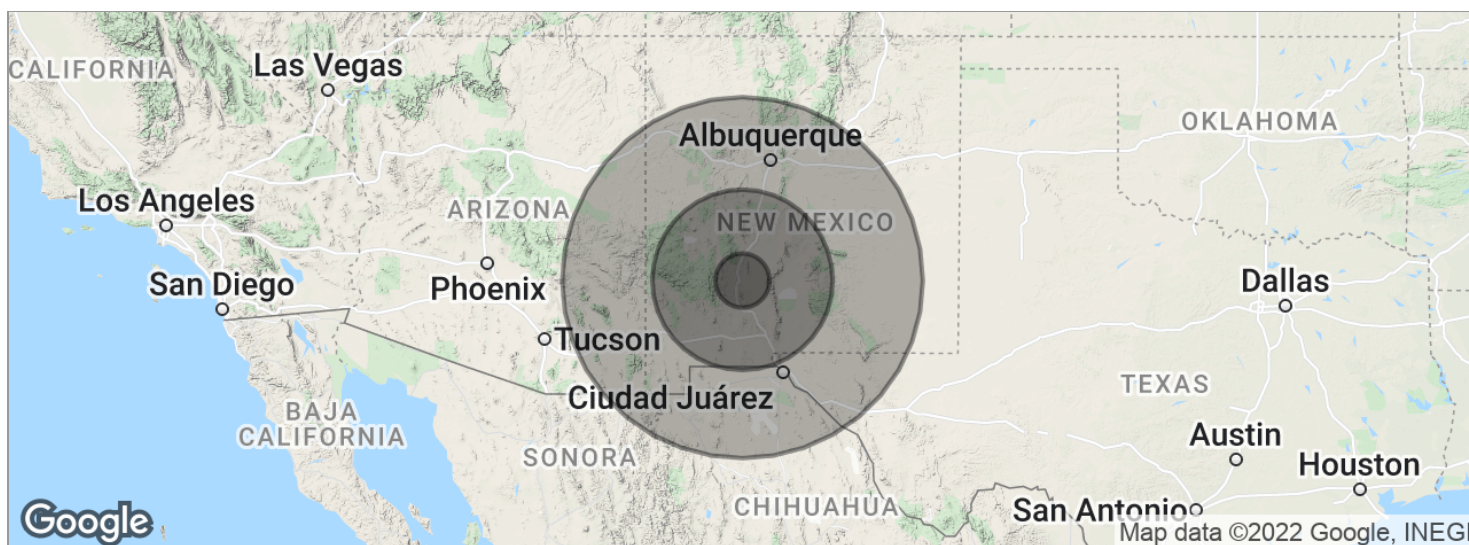 CALIFORNIA
Las Vegas
Albuquerque
OKLAHOMA
Los Angeles
ARIZONA
NEW MEXICO
San Diego
Phoenix
Dallas
Tucson
Ciudad Juárez
TEXAS
BAJA
CALIFORNIA
Austin
SONORA
Houston
CHIHUAHUA
San Antonio
Google
Map data ©2022 Google, INEGI